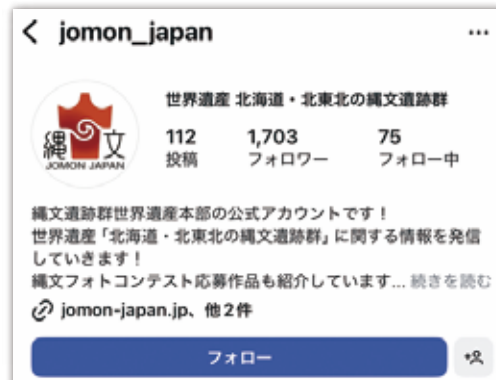 jomon_japan
世界遺産 北海道・北東北の縄文遺跡群
112 1,703 75
投稿 フォロワー フォロー中
縄文
JOMON JAPAN
縄文遺跡群世界遺産本部の公式アカウントです！
世界遺産「北海道・北東北の縄文遺跡群」に関する情報を発信
していきます！
縄文フォトコンテスト応募作品も紹介しています... 続きを読む
jomon-japan.jp、他2件
フォロー